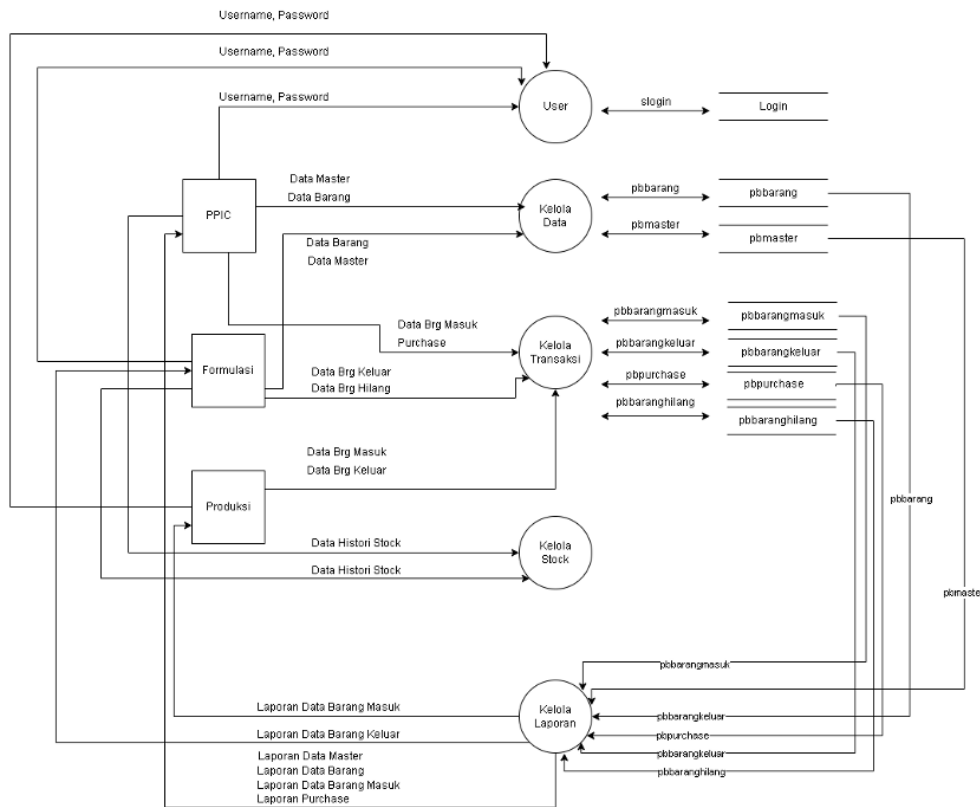 Username, Password
Username, Password
Username, Password
User
slogin
Login
Data Master
Data Barang
PPIC
Kelola
Data
pbbarang
pbbarang
pbmaster
pbmaster
Data Barang
Data Master
Data Brg Masuk
Purchase
Kelola
Transaksi
pbbarangmasuk
pbbarangmasuk
pbbarangkeluar
pbbarangkeluar
pbpurchase
pbpurchase
pbbaranghilang
pbbaranghilang
Formulasi
Data Brg Keluar
Data Brg Hilang
Data Brg Masuk
Data Brg Keluar
pbbarang
Produksi
Data Histori Stock
Data Histori Stock
Kelola
Stock
pbmaste
pbbarangmasuk
Laporan Data Barang Masuk
Kelola
Laporan
pbbarangkeluar
Laporan Data Barang Keluar
pbpurchase
pbbarangkeluar
pbbaranghilang
Laporan Data Master
Laporan Data Barang
Laporan Data Barang Masuk
Laporan Purchase